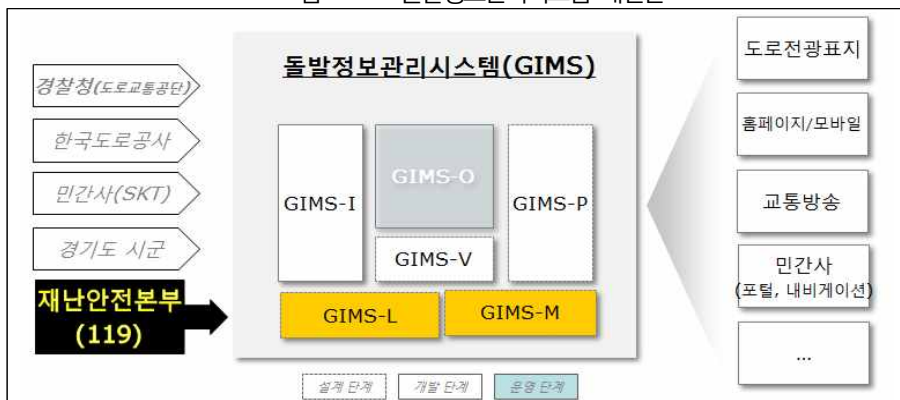 돌발정보관리시스템(GIMS)
경찰청(도로교통공단)
한국도로공사
민간사(SKT)
경기도 시군
재난안전본부
(119)
GIMS-I
GIMS-O
GIMS-P
GIMS-V
GIMS-L
GIMS-M
도로전광표지
홈페이지/모바일
교통방송
민간사
(포털, 내비게이션)
...
설계 단계
개발 단계
운영 단계